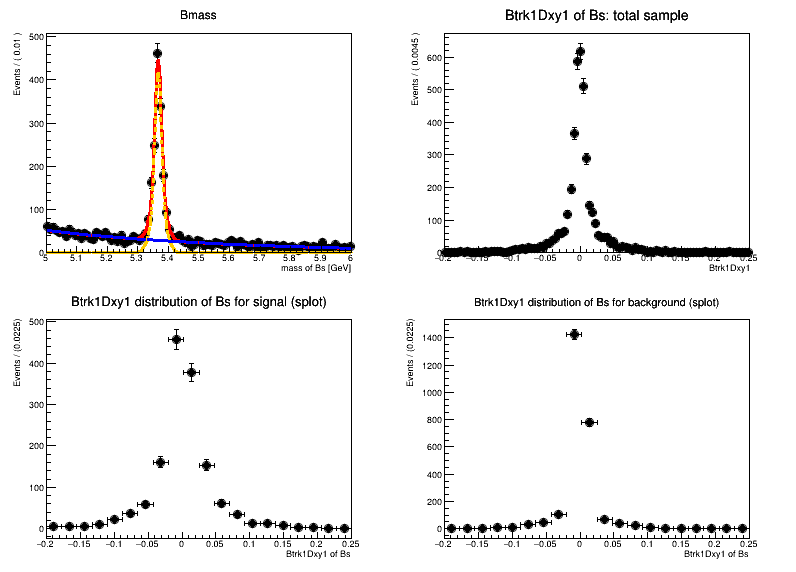 Bmass
Events / ( 0.01 )
500
400
300
200
100
0
5 5.1 5.2 5.3 5.4 5.5 5.6 5.7 5.8 5.9 6
mass of Bs [GeV]
Btrk1Dxy1 of Bs: total sample
Events / ( 0.0045 )
600
500
400
300
200
100
0
−0.2 −0.15 −0.1 −0.05 0 0.05 0.1 0.15 0.2 0.25
Btrk1Dxy1
Btrk1Dxy1 distribution of Bs for signal (splot)
Events / (0.0225)
500
400
300
200
100
0
−0.2 −0.15 −0.1 −0.05 0 0.05 0.1 0.15 0.2 0.25
Btrk1Dxy1 of Bs
Btrk1Dxy1 distribution of Bs for background (splot)
Events / (0.0225)
1400
1200
1000
800
600
400
200
0
−0.2 −0.15 −0.1 −0.05 0 0.05 0.1 0.15 0.2 0.25
Btrk1Dxy1 of Bs